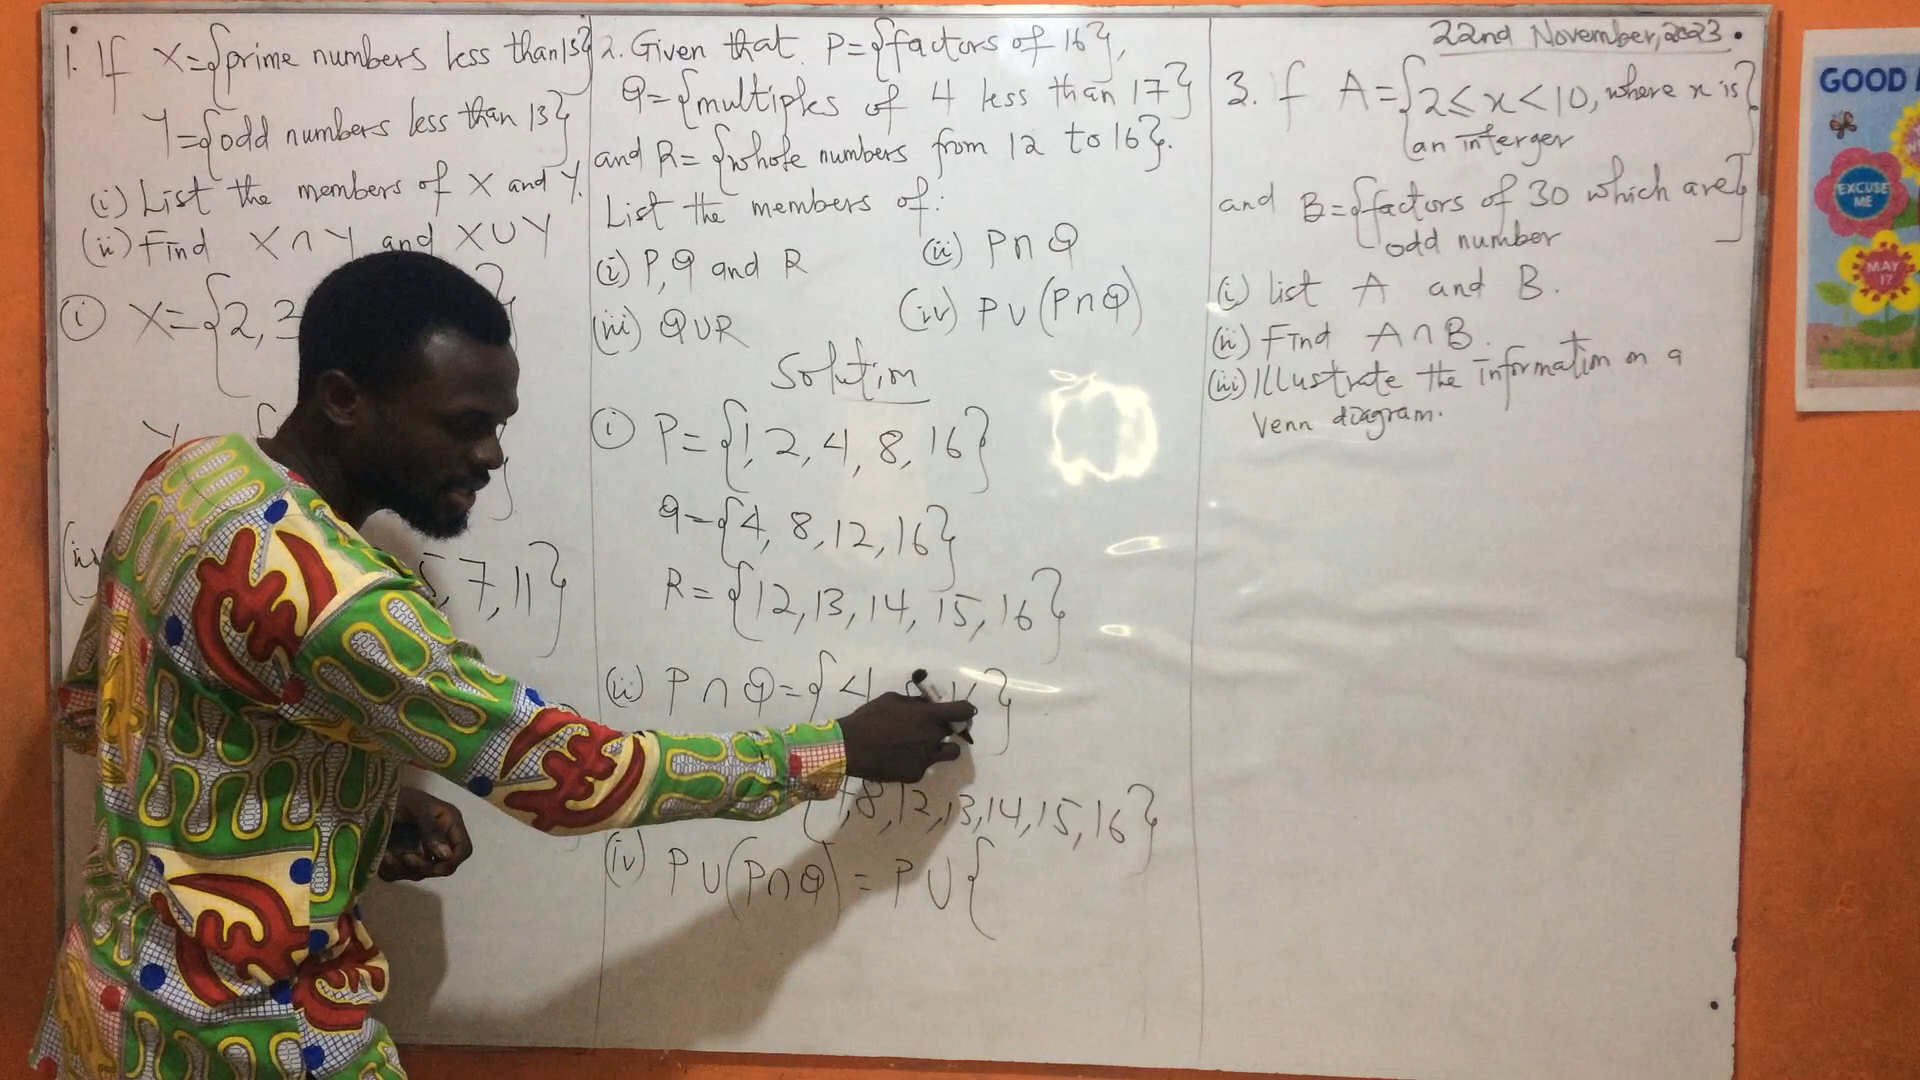 1. If X={prime numbers less than 13}
Y={odd numbers less than 13}
(i) List the members of X and Y.
(ii) Find X∩Y and X∪Y
(i) X={2,3
Y
(ii)
5,7,11}
2. Given that P={factors of 16},
Q={multiples of 4 less than 17}
and R={whole numbers from 12 to 16}.
List the members of:
(i) P,Q and R (ii) P∩Q
(iii) Q∪R (iv) P∪(P∩Q)
Solution
(i) P={1,2,4,8,16}
Q={4,8,12,16}
R={12,13,14,15,16}
(ii) P∩Q={4
,8,12,13,14,15,16}
(iv) P∪(P∩Q)=P∪{
22nd November,2023.
3. If A={2≤x<10, where x is
an interger}
and B={factors of 30 which are
odd number}
(i) list A and B.
(ii) Find A∩B.
(iii) Illustrate the information on a
Venn diagram.
GOOD
EXCUSE
ME
MAY
I?